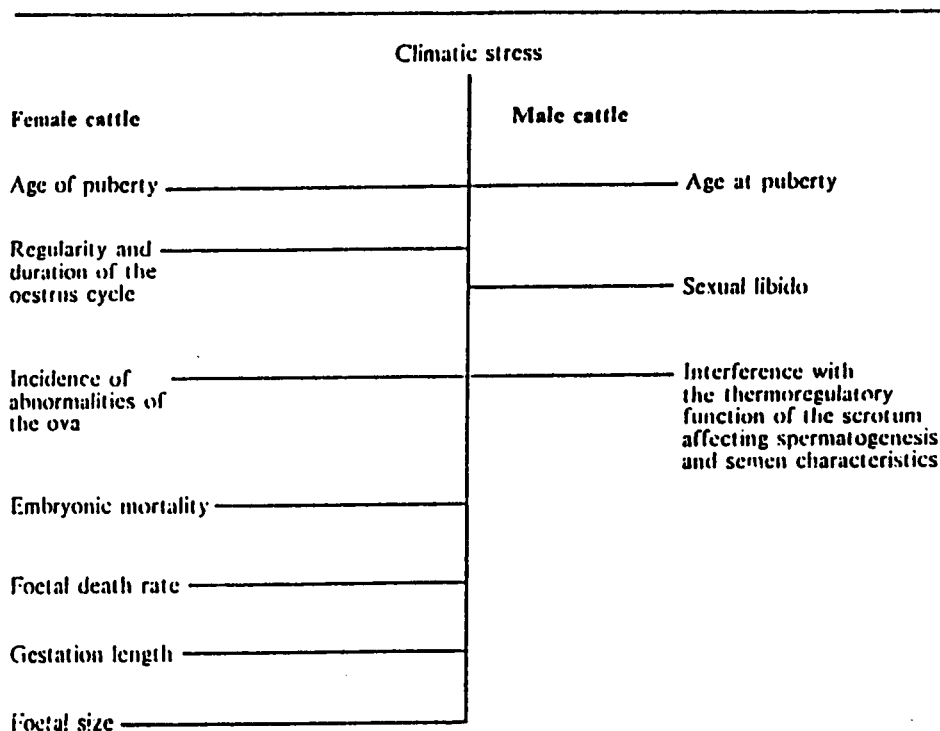 Climatic stress
Female cattle
Male cattle
Age of puberty
Age at puberty
Regularity and
duration of the
oestrus cycle
Sexual libido
Incidence of
abnormalities of
the ova
Interference with
the thermoregulatory
function of the scrotum
affecting spermatogenesis
and semen characteristics
Embryonic mortality
Foetal death rate
Gestation length
Foetal size